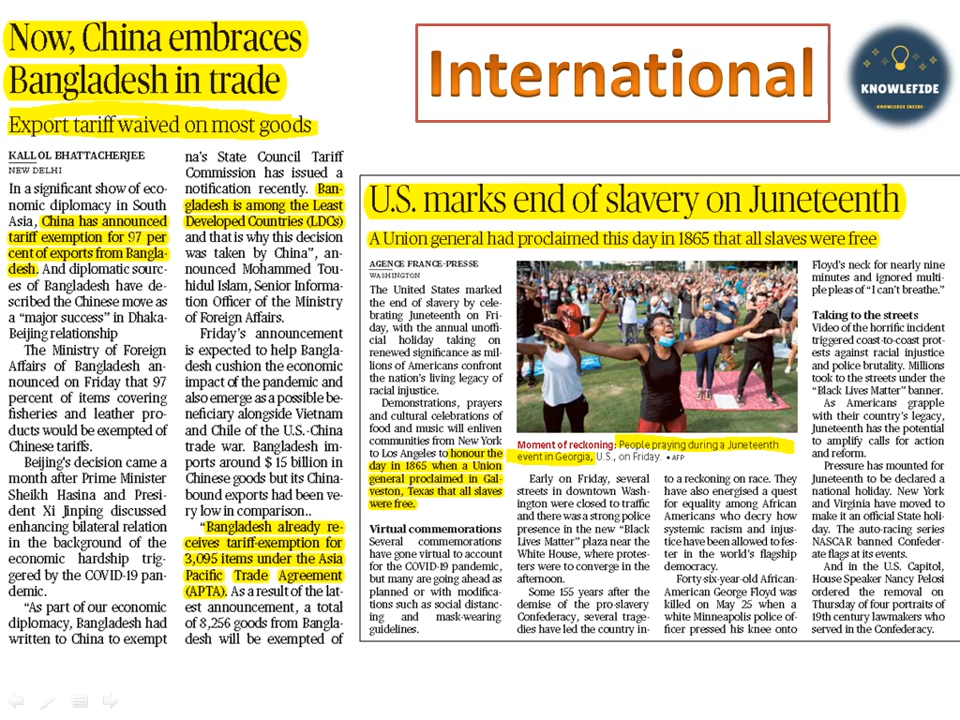 Now, China embraces
Bangladesh in trade
Export tariff waived on most goods
KALLOL BHATTACHERJEE
NEW DELHI
In a significant show of eco-
nomic diplomacy in South
Asia, China has announced
tariff exemption for 97 per
cent of exports from Bangla-
desh. And diplomatic sourc-
es of Bangladesh have de-
scribed the Chinese move as
a “major success” in Dhaka-
Beijing relationship
The Ministry of Foreign
Affairs of Bangladesh an-
nounced on Friday that 97
percent of items covering
fisheries and leather pro-
ducts would be exempted of
Chinese tariffs.
Beijing's decision came a
month after Prime Minister
Sheikh Hasina and Presi-
dent Xi Jinping discussed
enhancing bilateral relation
in the background of the
economic hardship trig-
gered by the COVID-19 pan-
demic.
“As part of our economic
diplomacy, Bangladesh had
written to China to exempt
na's State Council Tariff
Commission has issued a
notification recently. Ban-
gladesh is among the Least
Developed Countries (LDCs)
and that is why this decision
was taken by China”, an-
nounced Mohammed Tou-
hidul Islam, Senior Informa-
tion Officer of the Ministry
of Foreign Affairs.
Friday's announcement
is expected to help Bangla-
desh cushion the economic
impact of the pandemic and
also emerge as a possible be-
neficiary alongside Vietnam
and Chile of the U.S.-China
trade war. Bangladesh im-
ports around $ 15 billion in
Chinese goods but its China-
bound exports had been ve-
ry low in comparison..
“Bangladesh already re-
ceives tariff-exemption for
3,095 items under the Asia
Pacific Trade Agreement
(APTA). As a result of the lat-
est announcement, a total
of 8,256 goods from Bangla-
desh will be exempted of
International
KNOWLEFIDE
KNOWLEDGE INSIDE
U.S. marks end of slavery on Juneteenth
A Union general had proclaimed this day in 1865 that all slaves were free
AGENCE FRANCE-PRESSE
WASHINGTON
The United States marked
the end of slavery by cele-
brating Juneteenth on Fri-
day, with the annual unoffi-
cial holiday taking on
renewed significance as mil-
lions of Americans confront
the nation's living legacy of
racial injustice.
Demonstrations, prayers
and cultural celebrations of
food and music will enliven
communities from New York
to Los Angeles to honour the
day in 1865 when a Union
general proclaimed in Gal-
veston, Texas that all slaves
were free.
Virtual commemorations
Several commemorations
have gone virtual to account
for the COVID-19 pandemic,
but many are going ahead as
planned or with modifica-
tions such as social distanc-
ing and mask-wearing
guidelines.
Moment of reckoning: People praying during a Juneteenth
event in Georgia, U.S., on Friday. • AFP
Early on Friday, several
streets in downtown Wash-
ington were closed to traffic
and there was a strong police
presence in the new “Black
Lives Matter” plaza near the
White House, where protes-
ters were to converge in the
afternoon.
Some 155 years after the
demise of the pro-slavery
Confederacy, several trage-
dies have led the country in-
to a reckoning on race. They
have also energised a quest
for equality among African
Americans who decry how
systemic racism and injus-
tice have been allowed to fes-
ter in the world's flagship
democracy.
Forty-six-year-old African-
American George Floyd was
killed on May 25 when a
white Minneapolis police of-
ficer pressed his knee onto
Floyd's neck for nearly nine
minutes and ignored multi-
ple pleas of “I can't breathe.”
Taking to the streets
Video of the horrific incident
triggered coast-to-coast prot-
ests against racial injustice
and police brutality. Millions
took to the streets under the
“Black Lives Matter” banner.
As Americans grapple
with their country's legacy,
Juneteenth has the potential
to amplify calls for action
and reform.
Pressure has mounted for
Juneteenth to be declared a
national holiday. New York
and Virginia have moved to
make it an official State holi-
day. The auto-racing series
NASCAR banned Confeder-
ate flags at its events.
And in the U.S. Capitol,
House Speaker Nancy Pelosi
ordered the removal on
Thursday of four portraits of
19th century lawmakers who
served in the Confederacy.